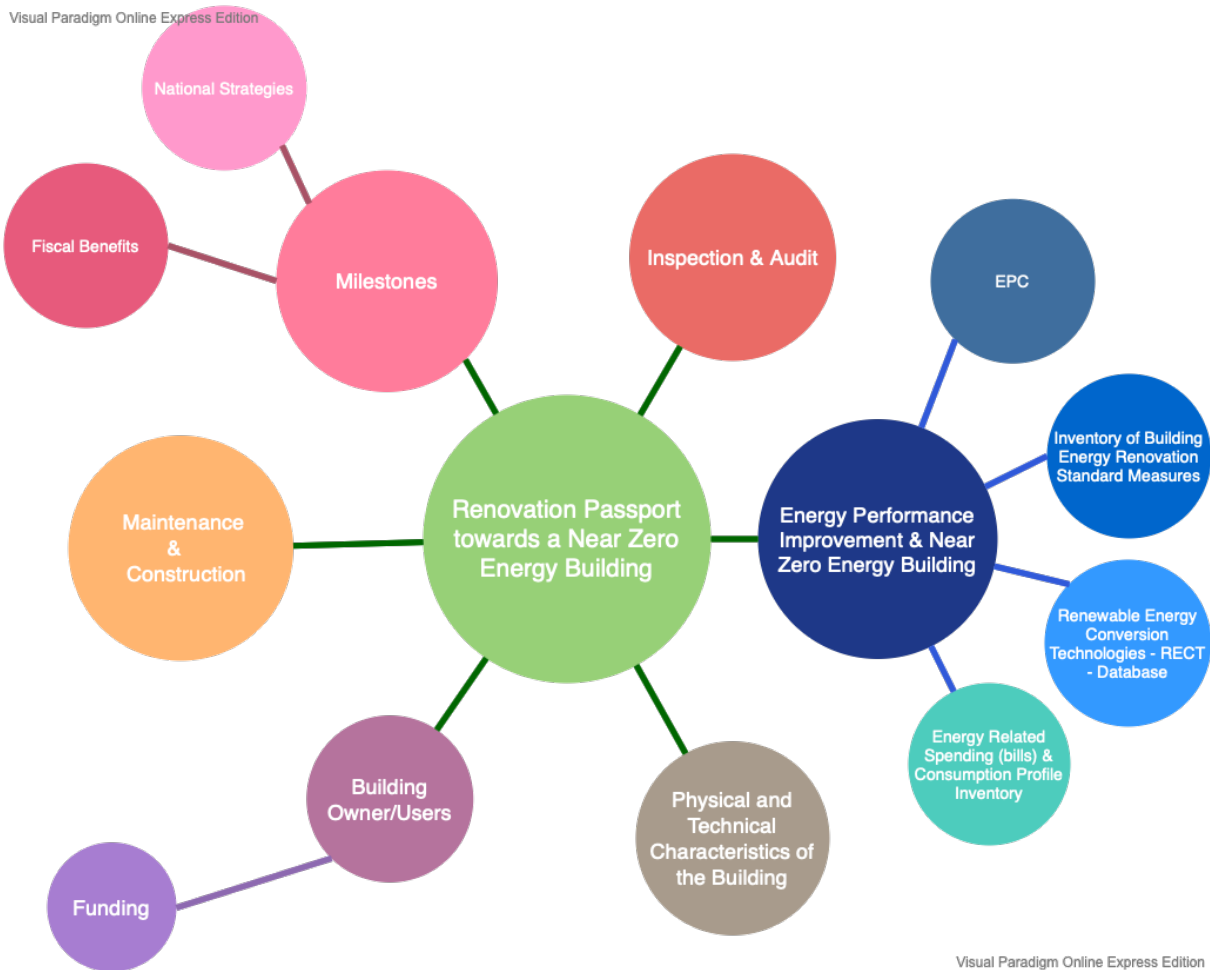 Visual Paradigm Online Express Edition
National Strategies
Fiscal Benefits
Milestones
Inspection & Audit
EPC
Inventory of Building
Energy Renovation
Standard Measures
Maintenance
&
Construction
Renovation Passport
towards a Near Zero
Energy Building
Energy Performance
Improvement & Near
Zero Energy Building
Renewable Energy
Conversion
Technologies - RECT
- Database
Energy Related
Spending (bills) &
Consumption Profile
Inventory
Building
Owner/Users
Physical and
Technical
Characteristics of
the Building
Funding
Visual Paradigm Online Express Edition